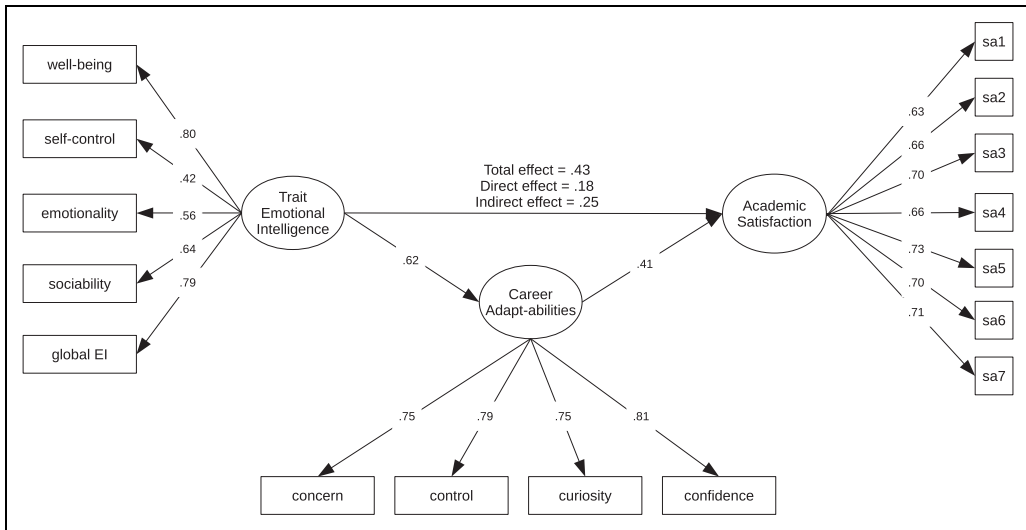 well-being
self-control
emotionality
sociability
global EI
.80
.42
.56
.64
.79
Trait
Emotional
Intelligence
Total effect = .43
Direct effect = .18
Indirect effect = .25
.62
.41
Career
Adapt-abilities
Academic
Satisfaction
.63
.66
.70
.66
.73
.70
.71
sa1
sa2
sa3
sa4
sa5
sa6
sa7
.75
.79
.75
.81
concern
control
curiosity
confidence